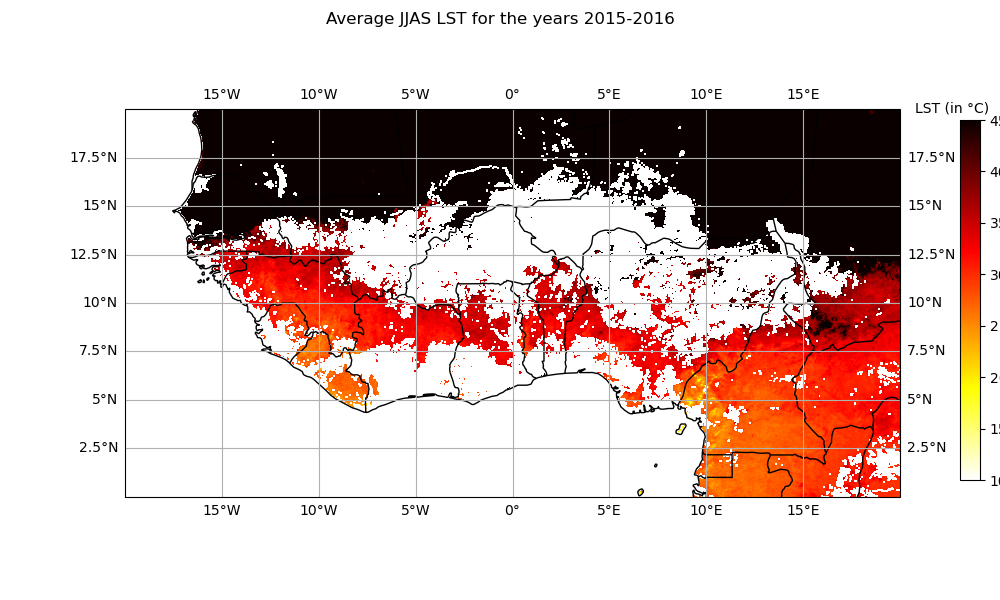 Average JJAS LST for the years 2015-2016
15°W 10°W 5°W 0° 5°E 10°E 15°E
LST (in °C)
17.5°N 17.5°N
15°N 15°N
12.5°N 12.5°N
10°N 10°N
7.5°N 7.5°N
5°N 5°N
2.5°N 2.5°N
15°W 10°W 5°W 0° 5°E 10°E 15°E
45
40
35
30
2
2
15
10